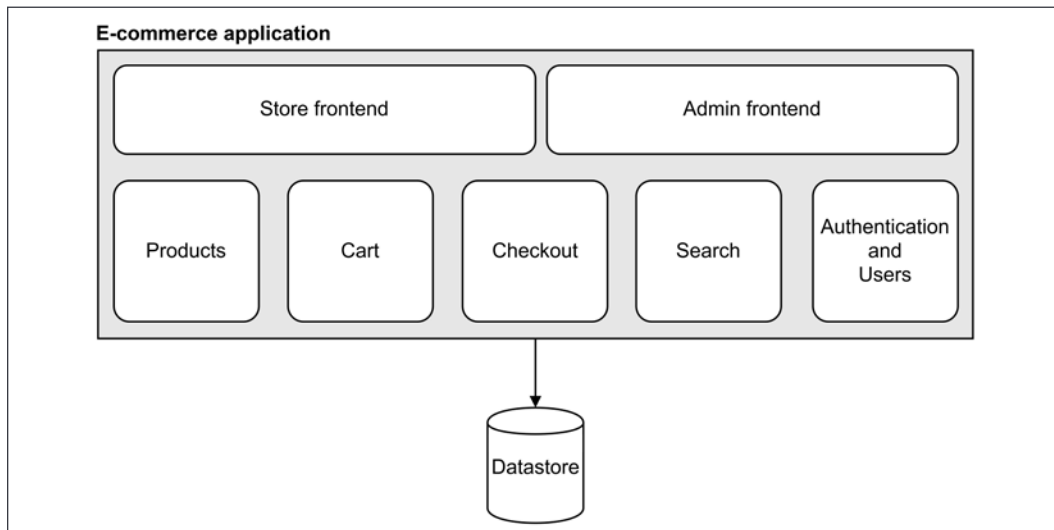 E-commerce application
Store frontend
Admin frontend
Products
Cart
Checkout
Search
Authentication
and
Users
Datastore